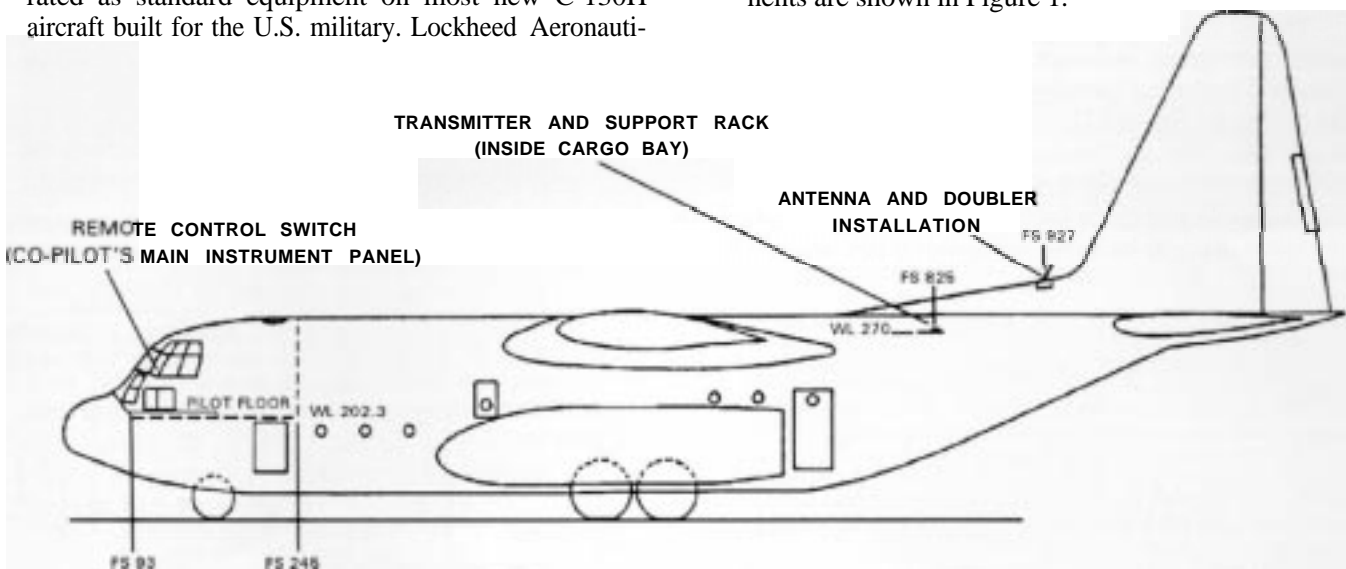 rated as standard equipment on most new C-130H
aircraft built for the U.S. military. Lockheed Aeronauti-
nents are shown in Figure 1.
TRANSMITTER AND SUPPORT RACK
(INSIDE CARGO BAY)
ANTENNA AND DOUBLER
INSTALLATION
FS 927
REMOTE CONTROL SWITCH
(CO-PILOT'S MAIN INSTRUMENT PANEL)
FS 825
WL 270
PILOT FLOOR
WL 202.3
FS 93
FS 245